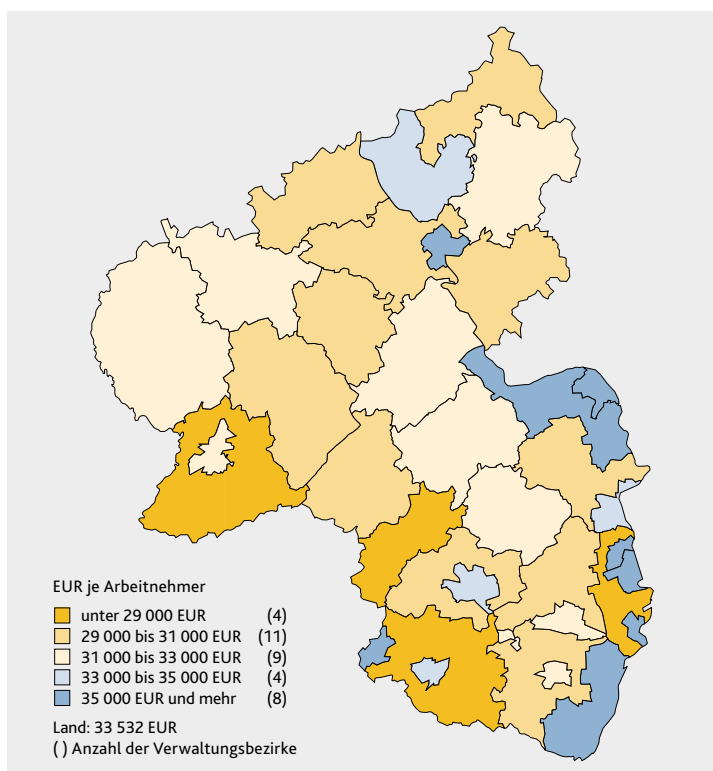 EUR je Arbeitnehmer
unter 29 000 EUR (4)
29 000 bis 31 000 EUR (11)
31 000 bis 33 000 EUR (9)
33 000 bis 35 000 EUR (4)
35 000 EUR und mehr (8)
Land: 33 532 EUR
( ) Anzahl der Verwaltungsbezirke